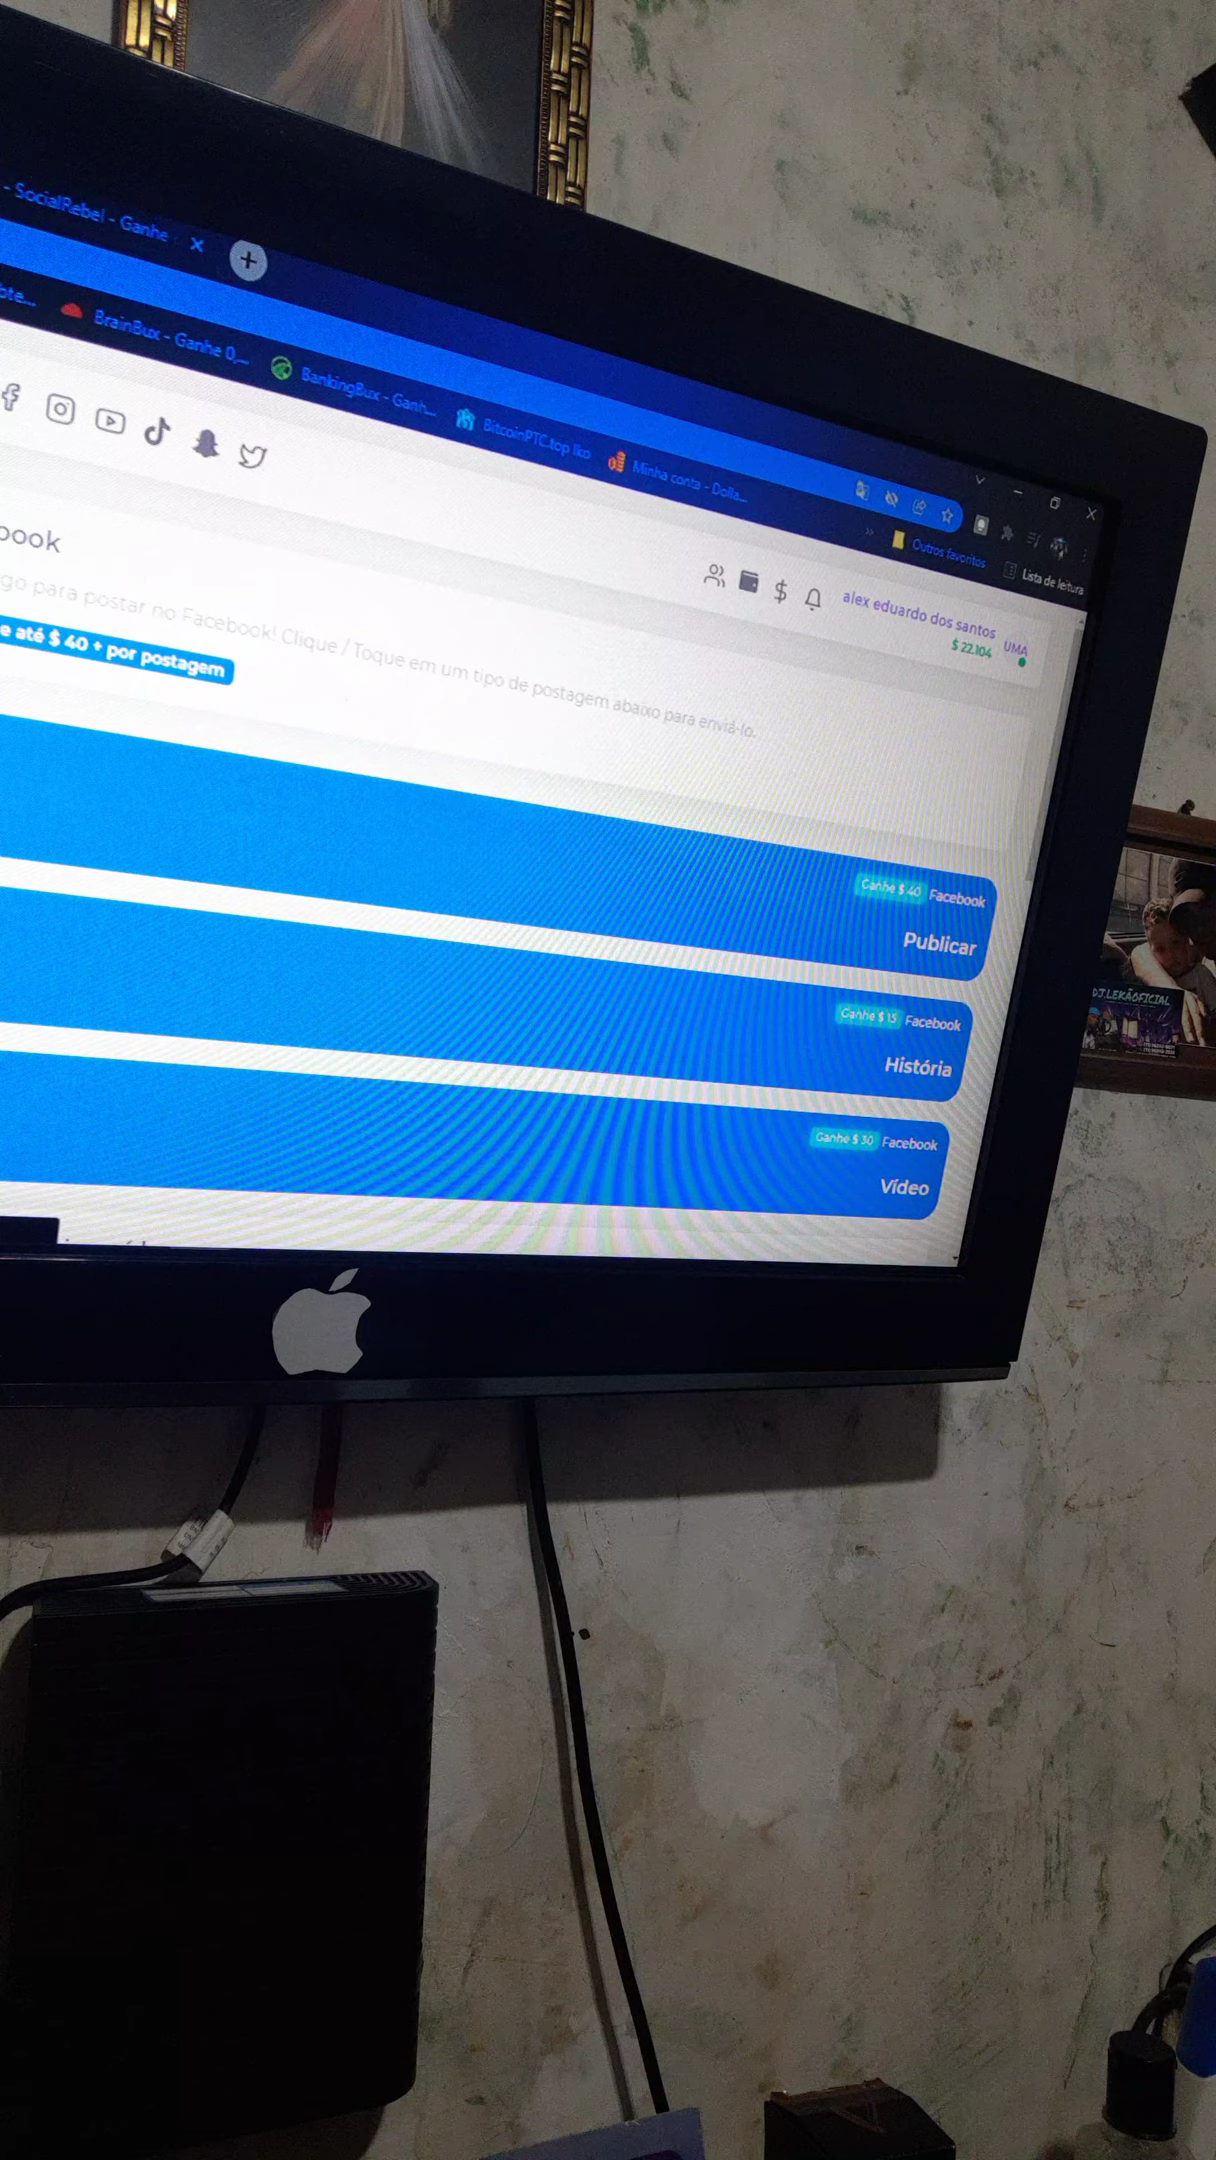 - SocialRebel - Ganhe
BrainBux - Ganhe 0,...
BankingBux - Ganh...
BitcoinPTC.top lko
Minha conta - Dolla...
Outros favoritos
Lista de leitura
alex eduardo dos santos
$ 22.104
UMA
book
go para postar no Facebook! Clique / Toque em um tipo de postagem abaixo para enviá-lo.
e até $ 40 + por postagem
Ganhe $ 40 Facebook
Publicar
Ganhe $ 15 Facebook
História
Ganhe $ 30 Facebook
Vídeo
DJ.LEKÃOFICIAL